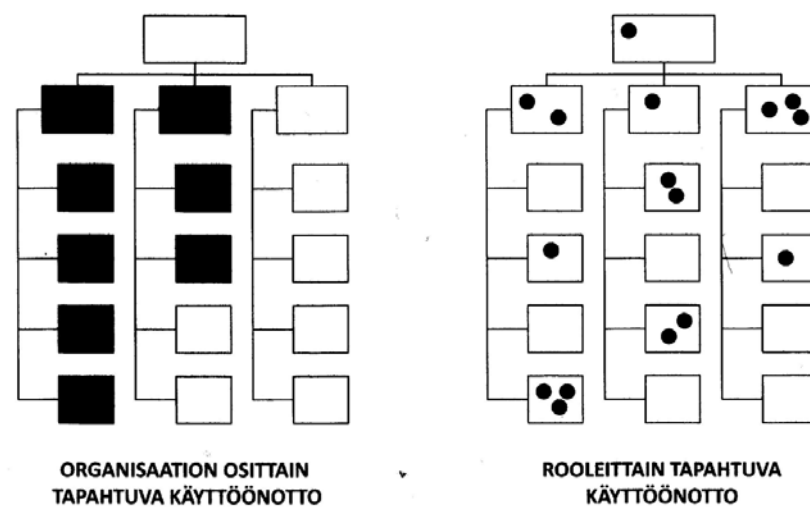 ORGANISAATION OSITTAIN
TAPAHTUVA KÄYTTÖÖNOTTO
ROOLEITTAIN TAPAHTUVA
KÄYTTÖÖNOTTO